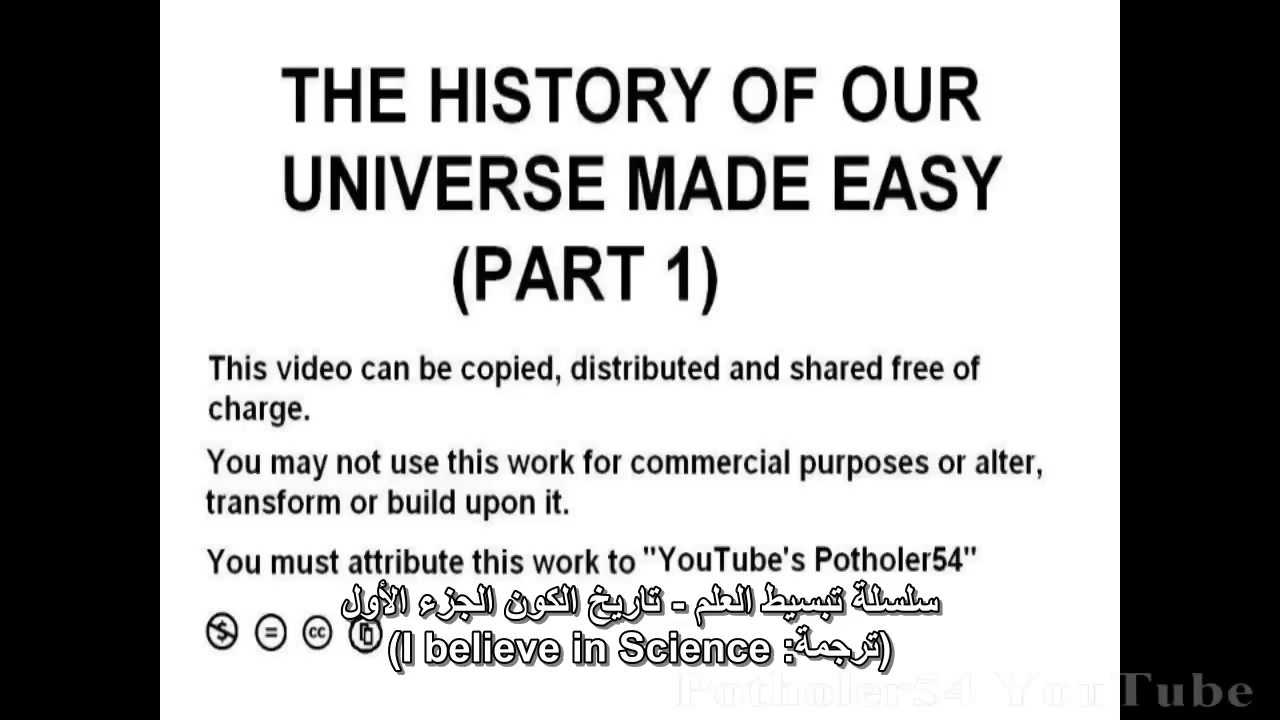 THE HISTORY OF OUR
UNIVERSE MADE EASY
(PART 1)
This video can be copied, distributed and shared free of
charge.
You may not use this work for commercial purposes or alter,
transform or build upon it.
You must attribute this work to "YouTube's Potholer54"
سلسلة تبسيط العلم - تاريخ الكون الجزء الأول
(ترجمة: I believe in Science)
cc
Potholer54 YouTube